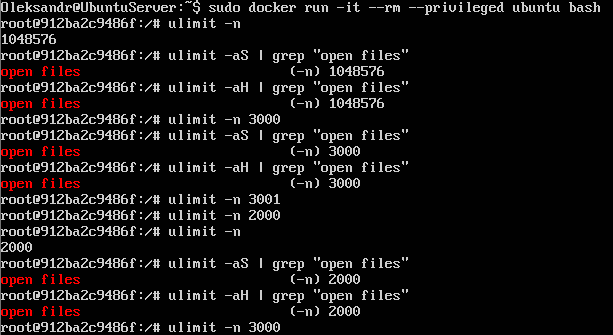 Oleksandr@UbuntuServer:~$ sudo docker run -it --rm --privileged ubuntu bash
root@912ba2c9486f:/# ulimit -n
1048576
root@912ba2c9486f:/# ulimit -aS | grep "open files"
open files                          (-n) 1048576
root@912ba2c9486f:/# ulimit -aH | grep "open files"
open files                          (-n) 1048576
root@912ba2c9486f:/# ulimit -n 3000
root@912ba2c9486f:/# ulimit -aS | grep "open files"
open files                          (-n) 3000
root@912ba2c9486f:/# ulimit -aH | grep "open files"
open files                          (-n) 3000
root@912ba2c9486f:/# ulimit -n 3001
root@912ba2c9486f:/# ulimit -n 2000
root@912ba2c9486f:/# ulimit -n
2000
root@912ba2c9486f:/# ulimit -aS | grep "open files"
open files                          (-n) 2000
root@912ba2c9486f:/# ulimit -aH | grep "open files"
open files                          (-n) 2000
root@912ba2c9486f:/# ulimit -n 3000